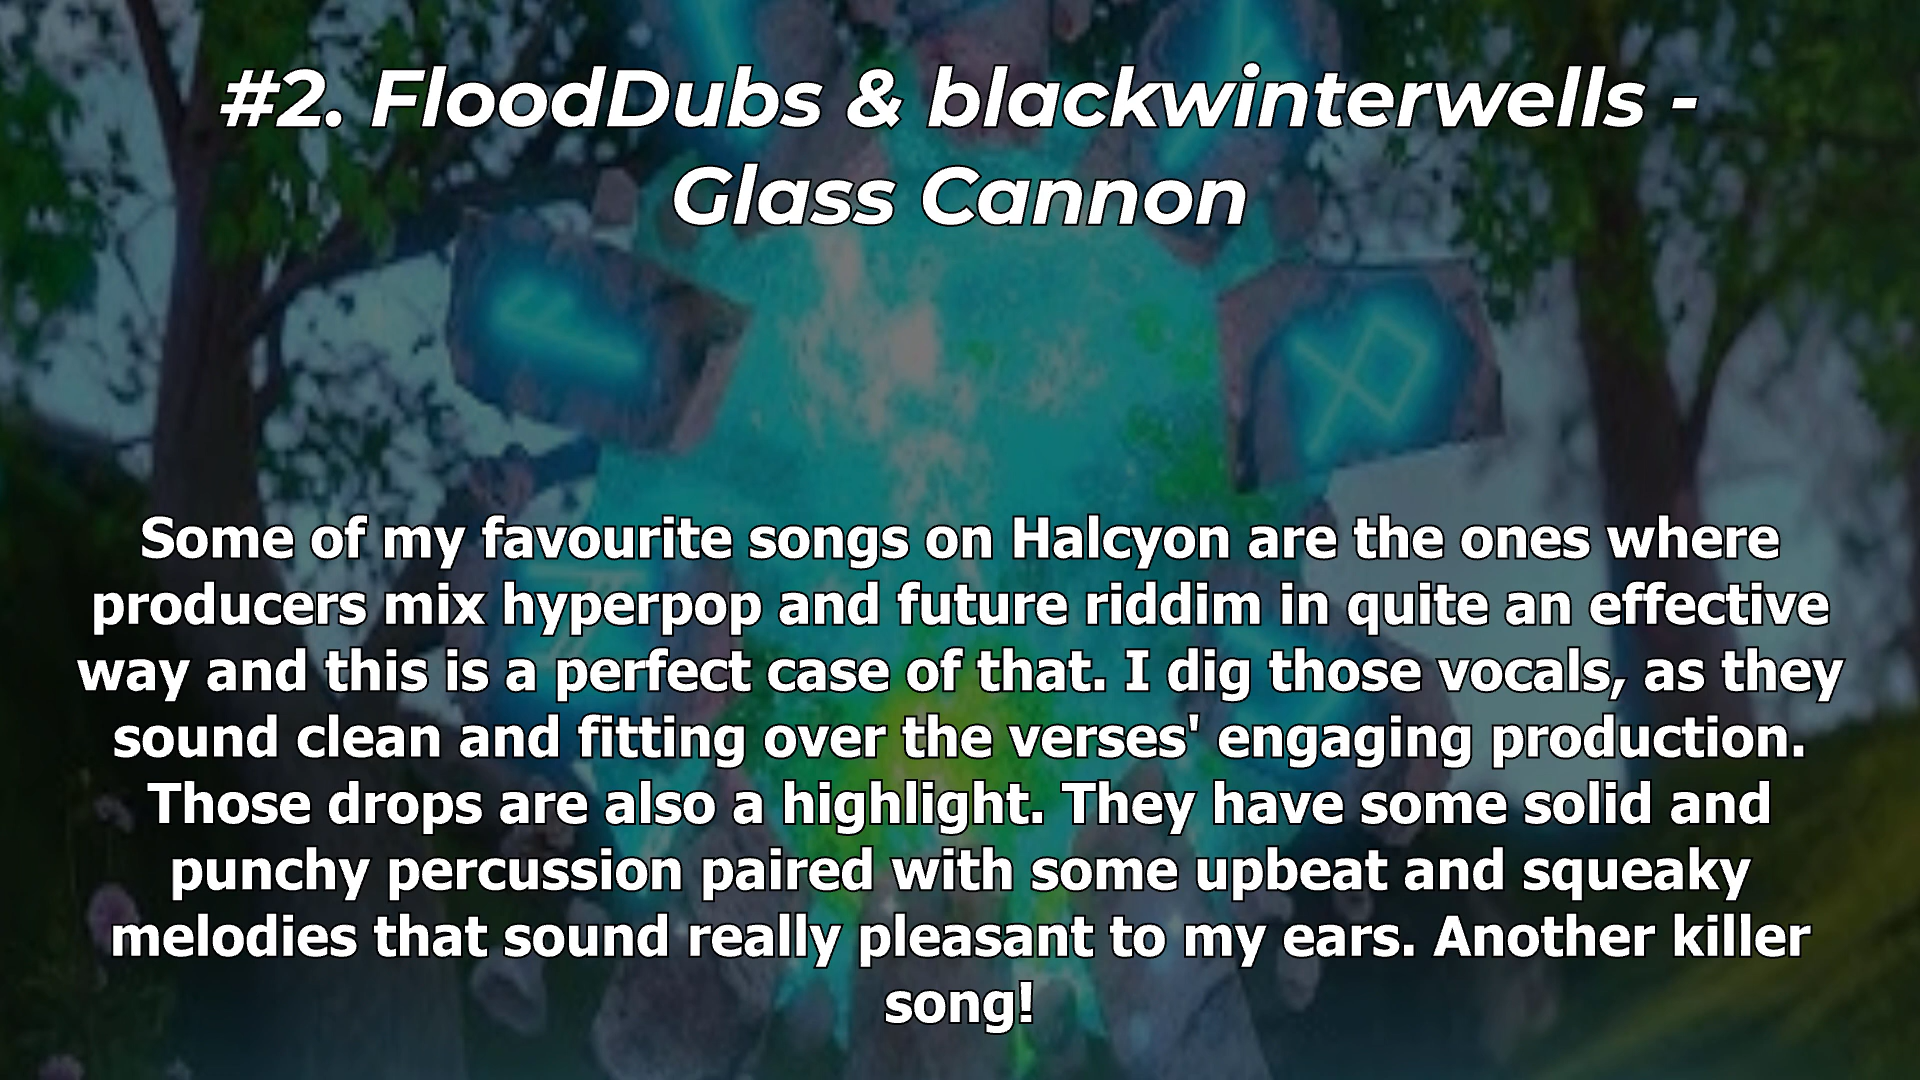 #2. FloodDubs & blackwinterwells -
Glass Cannon
Some of my favourite songs on Halcyon are the ones where
producers mix hyperpop and future riddim in quite an effective
way and this is a perfect case of that. I dig those vocals, as they
sound clean and fitting over the verses' engaging production.
Those drops are also a highlight. They have some solid and
punchy percussion paired with some upbeat and squeaky
melodies that sound really pleasant to my ears. Another killer
song!